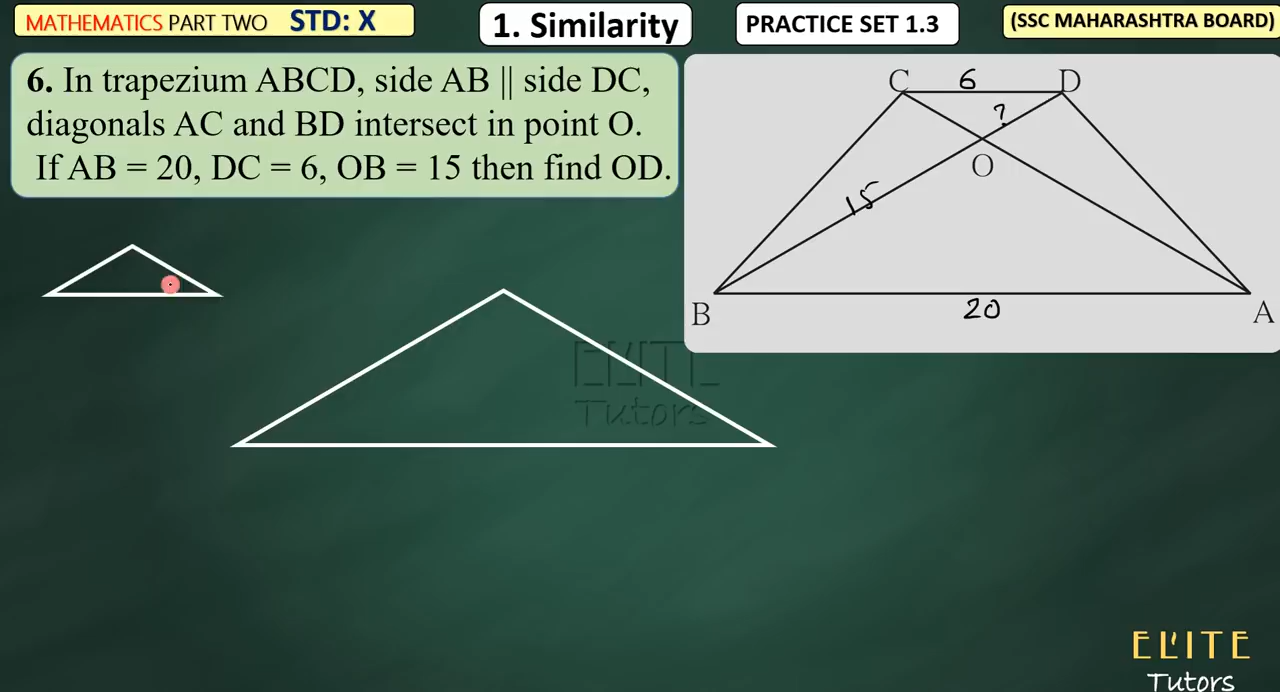 MATHEMATICS PART TWO STD: X
1. Similarity
PRACTICE SET 1.3
(SSC MAHARASHTRA BOARD)
6. In trapezium ABCD, side AB || side DC,
diagonals AC and BD intersect in point O.
If AB = 20, DC = 6, OB = 15 then find OD.
C 6 D
?
O
15
B 20 A
ELITE
Tutors
ELITE
Tutors